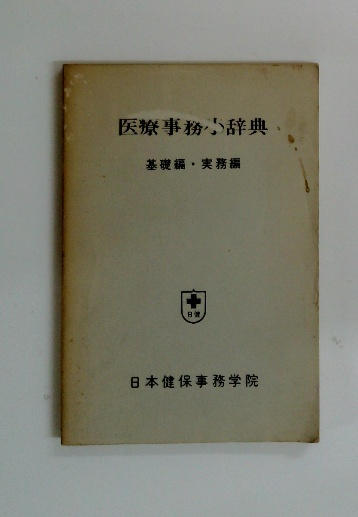 医療事務小辞典
基礎編・実務編
日健
日本健保事務学院